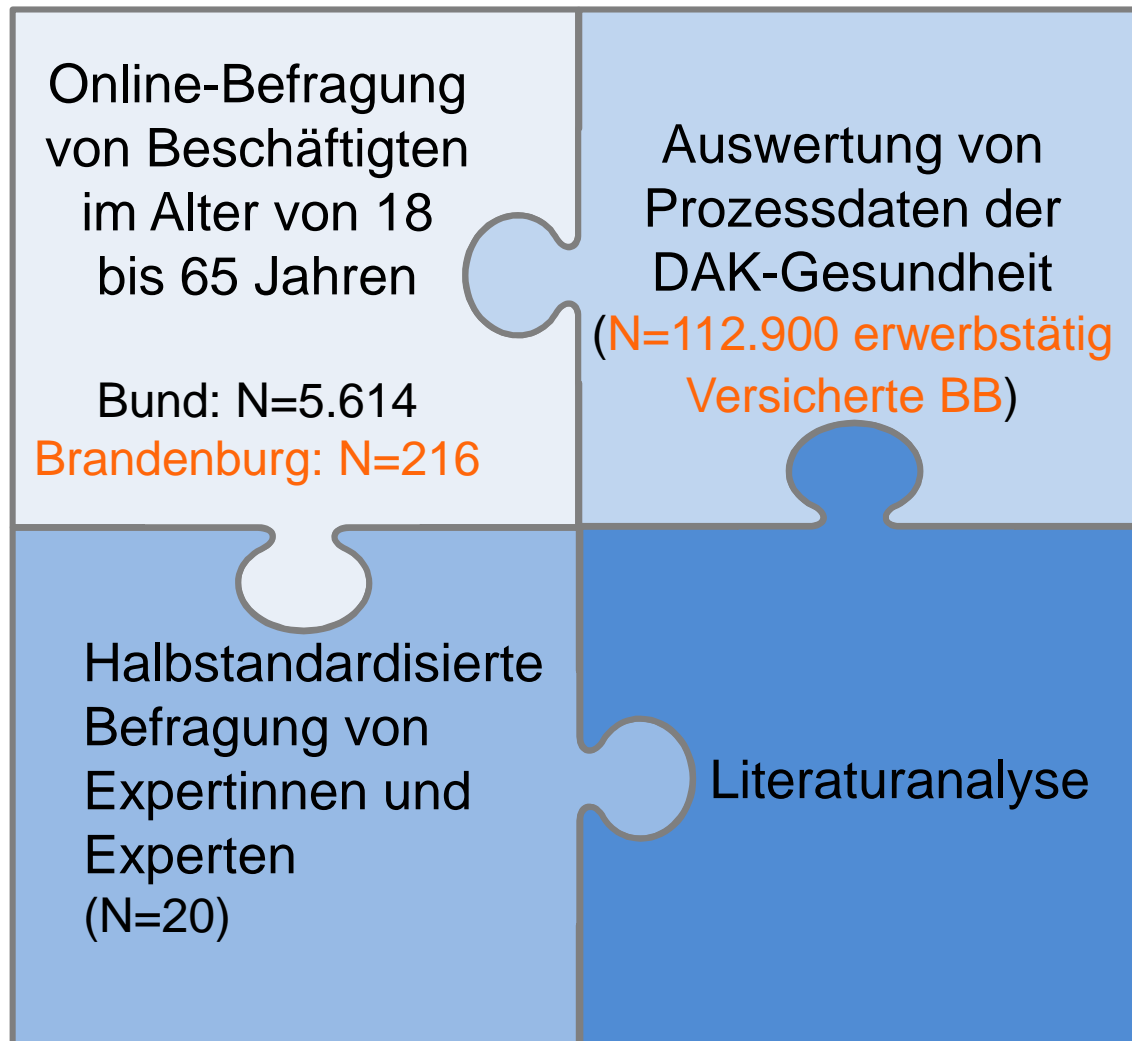 Online-Befragung
von Beschäftigten
im Alter von 18
bis 65 Jahren
Bund: N=5.614
Brandenburg: N=216
Auswertung von
Prozessdaten der
DAK-Gesundheit
(N=112.900 erwerbstätig
Versicherte BB)
Halbstandardisierte
Befragung von
Expertinnen und
Experten
(N=20)
Literaturanalyse